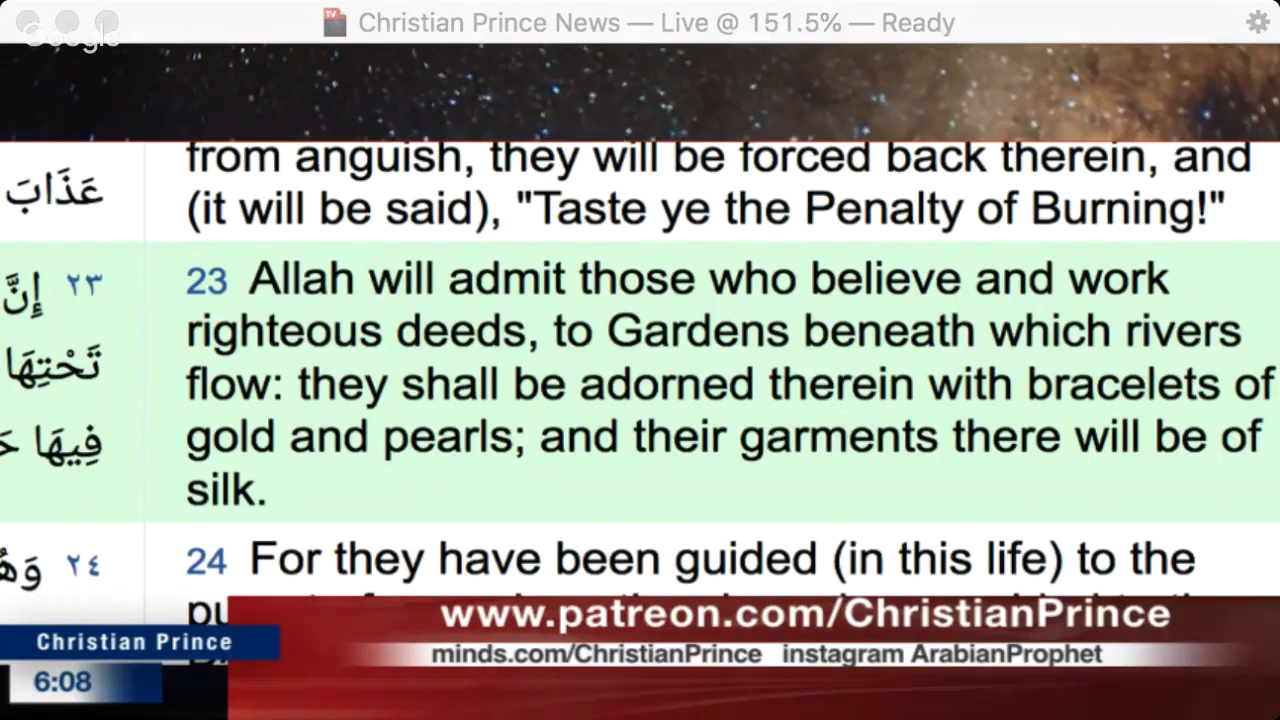 Christian Prince News — Live @ 151.5% — Ready
Google
from anguish, they will be forced back therein, and
عَذَابَ
(it will be said), "Taste ye the Penalty of Burning!"
23 Allah will admit those who believe and work
٢٣ إِنَّ
righteous deeds, to Gardens beneath which rivers
تَحْتِهَا
flow: they shall be adorned therein with bracelets of
gold and pearls; and their garments there will be of
فِيهَا
silk.
24 For they have been guided (in this life) to the
٢٤
www.patreon.com/ChristianPrince
Christian Prince
minds.com/ChristianPrince instagram ArabianProphet
6:08